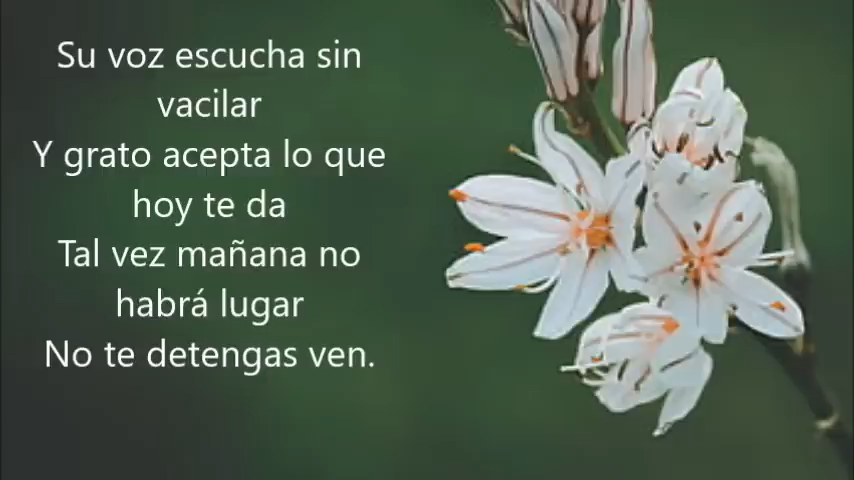 Su voz escucha sin
vacilar
Y grato acepta lo que
hoy te da
Tal vez mañana no
habrá lugar
No te detengas ven.